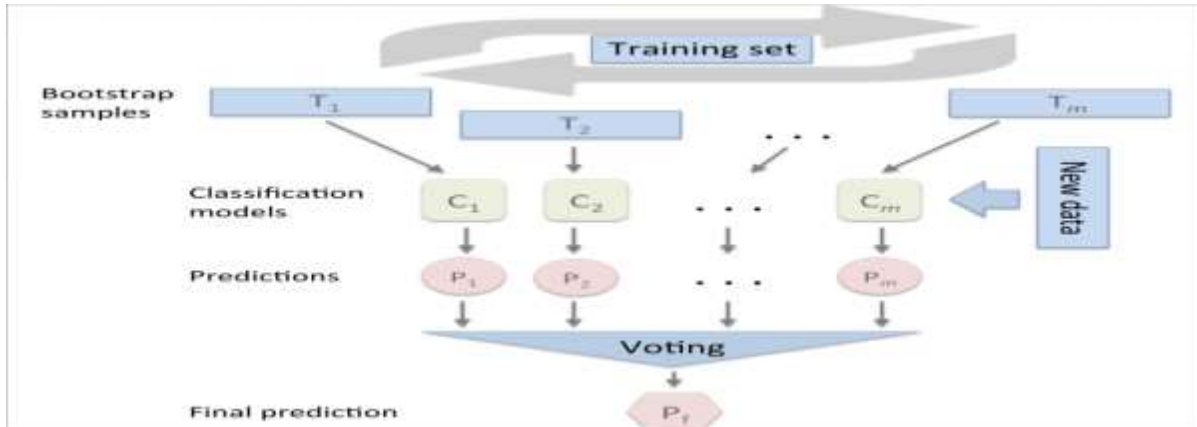 Training set
Bootstrap
samples
T1
T2
. . .
Tm
New data
Classification
models
C1
C2
. . .
Cm
Predictions
P1
P2
. . .
Pm
Voting
Final prediction
Pf